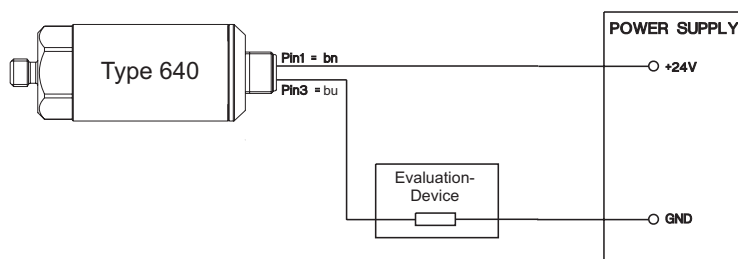 POWER SUPPLY
Type 640
Pin1 = bn
+24V
Pin3 = bu
Evaluation-
Device
GND